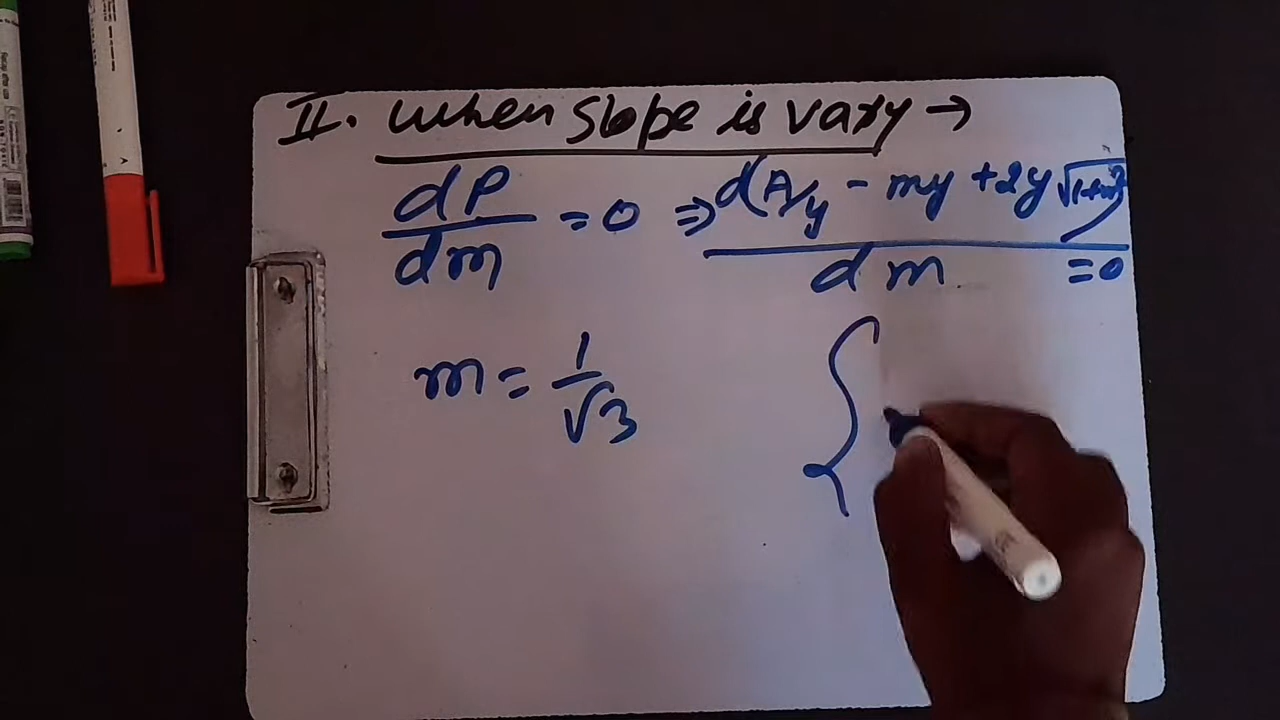 II. When Slope is vary →
dP/dm = 0 ⇒ d(A/y - my + 2y √(1+m²))/dm = 0
m = 1/√3 {